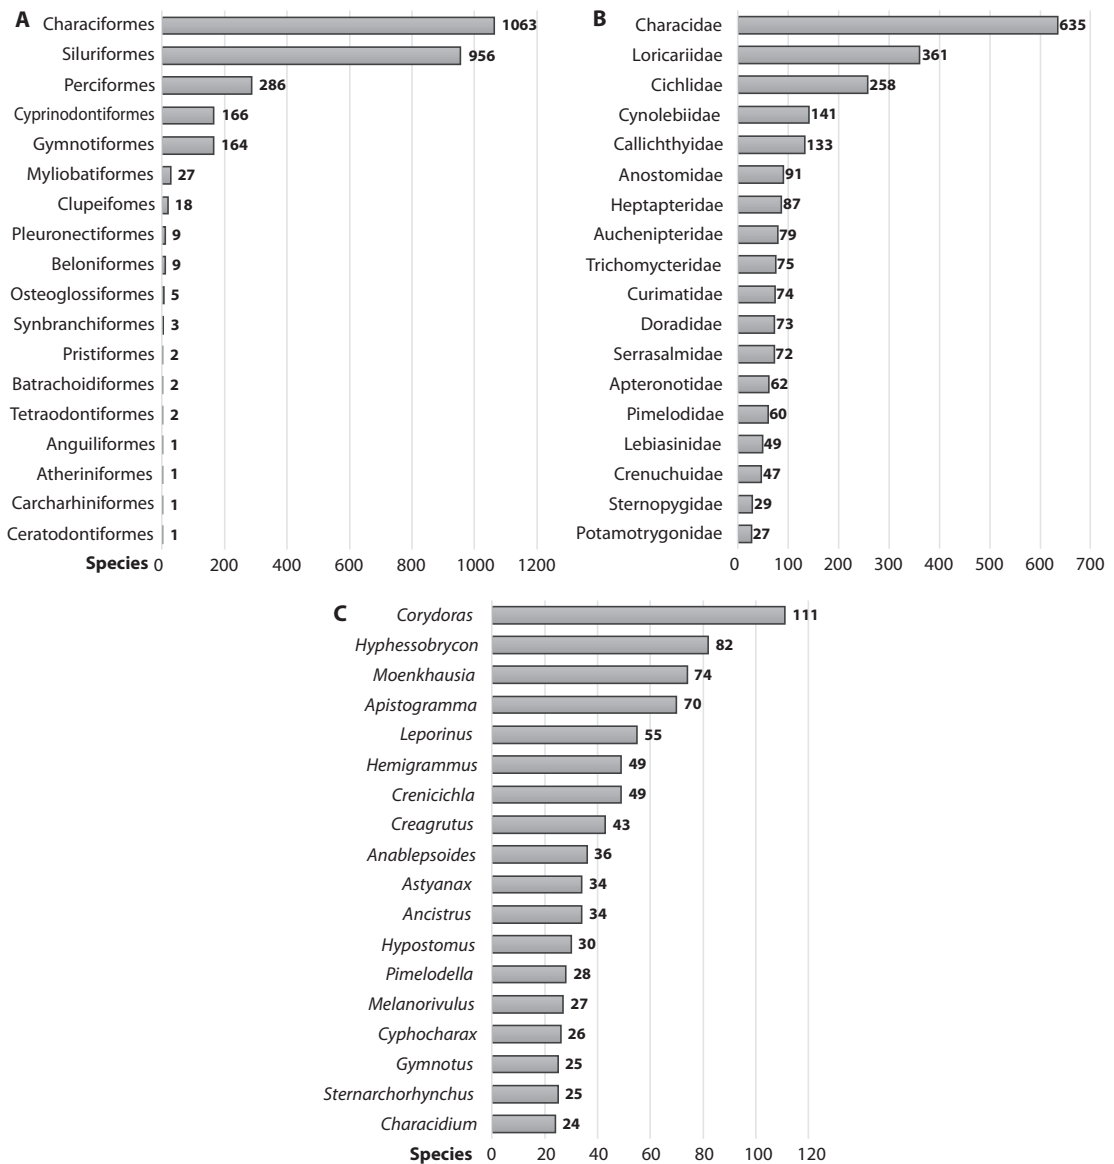 A
Characiformes 1063
Siluriformes 956
Perciformes 286
Cyprinodontiformes 166
Gymnotiformes 164
Myliobatiformes 27
Clupeifomes 18
Pleuronectiformes 9
Beloniformes 9
Osteoglossiformes 5
Synbranchiformes 3
Pristiformes 2
Batrachoidiformes 2
Tetraodontiformes 2
Anguiliformes 1
Atheriniformes 1
Carcharhiniformes 1
Ceratodontiformes 1
Species 0 200 400 600 800 1000 1200
B
Characidae 635
Loricariidae 361
Cichlidae 258
Cynolebiidae 141
Callichthyidae 133
Anostomidae 91
Heptapteridae 87
Auchenipteridae 79
Trichomycteridae 75
Curimatidae 74
Doradidae 73
Serrasalmidae 72
Apteronotidae 62
Pimelodidae 60
Lebiasinidae 49
Crenuchuidae 47
Sternopygidae 29
Potamotrygonidae 27
0 100 200 300 400 500 600 700
C
Corydoras 111
Hyphessobrycon 82
Moenkhausia 74
Apistogramma 70
Leporinus 55
Hemigrammus 49
Crenicichla 49
Creagrutus 43
Anablepsoides 36
Astyanax 34
Ancistrus 34
Hypostomus 30
Pimelodella 28
Melanorivulus 27
Cyphocharax 26
Gymnotus 25
Sternarchorhynchus 25
Characidium 24
Species 0 20 40 60 80 100 120